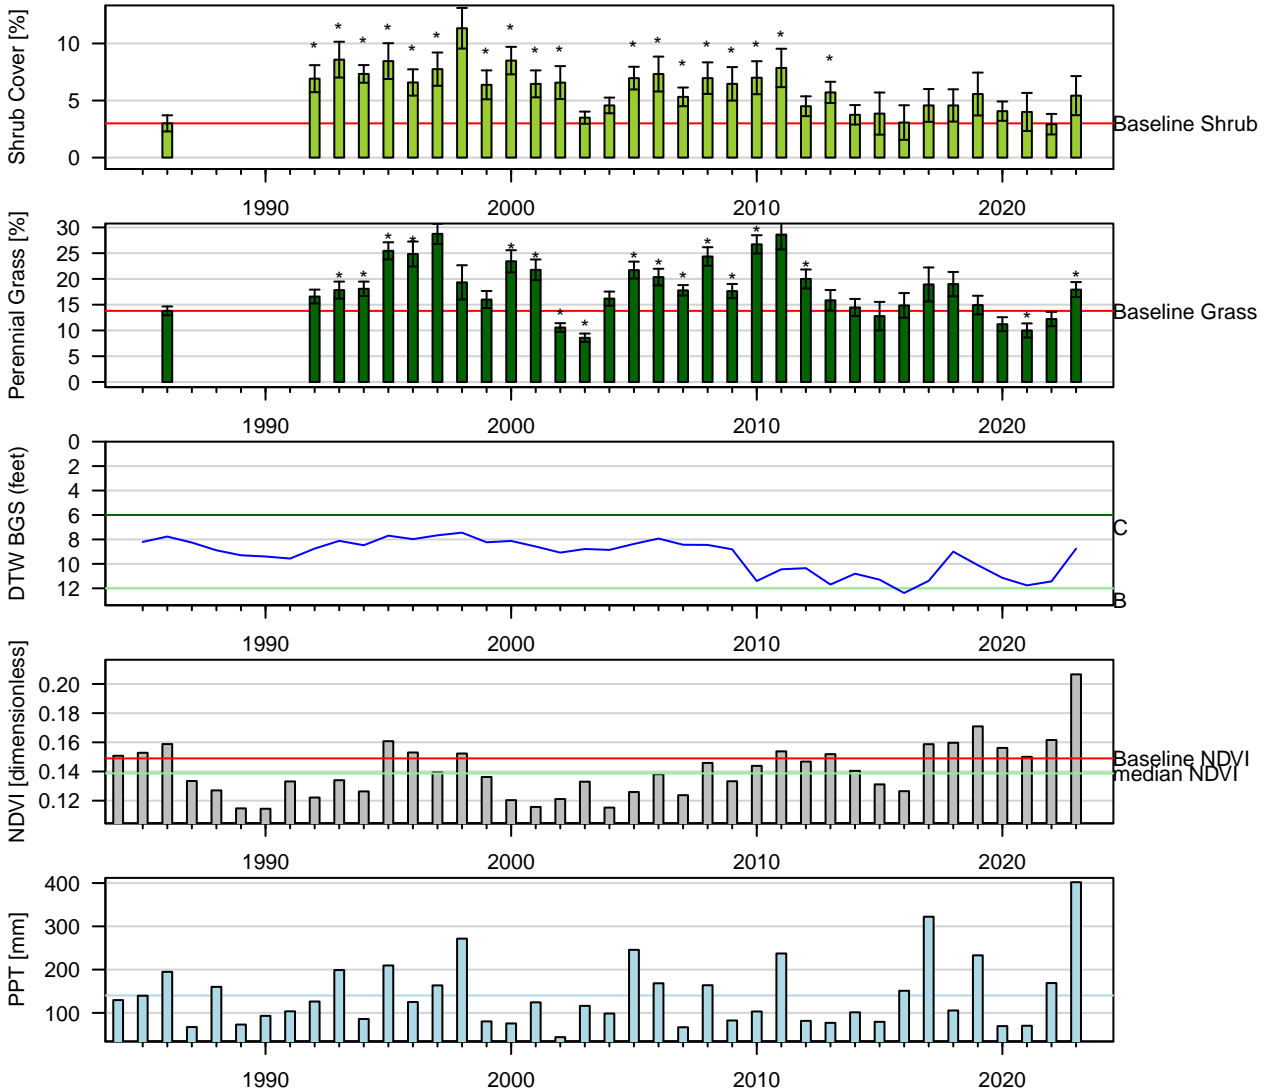 Shrub Cover [%]
10
5
0
* * * * * * * * * * * * * * * * * *
Baseline Shrub
1990 2000 2010 2020
Perennial Grass [%]
30
25
20
15
10
5
0
* * * * * * * * * * * * * * * * *
Baseline Grass
1990 2000 2010 2020
DTW BGS (feet)
0
2
4
6
8
10
12
C
B
1990 2000 2010 2020
NDVI [dimensionless]
0.20
0.18
0.16
0.14
0.12
Baseline NDVI
median NDVI
1990 2000 2010 2020
PPT [mm]
400
300
200
100
1990 2000 2010 2020